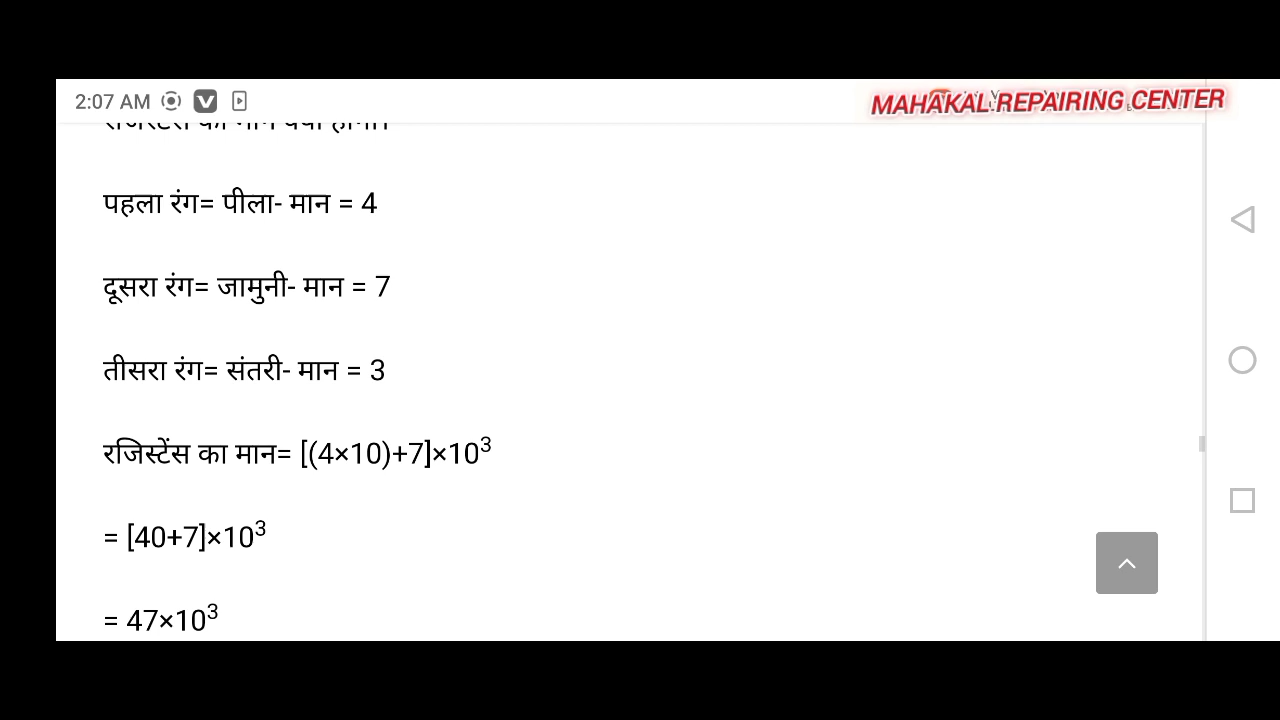 2:07 AM
MAHAKAL REPAIRING CENTER
पहला रंग= पीला- मान = 4
दूसरा रंग= जामुनी- मान = 7
तीसरा रंग= संतरी- मान = 3
रजिस्टेंस का मान= [(4×10)+7]×10³
= [40+7]×10³
= 47×10³